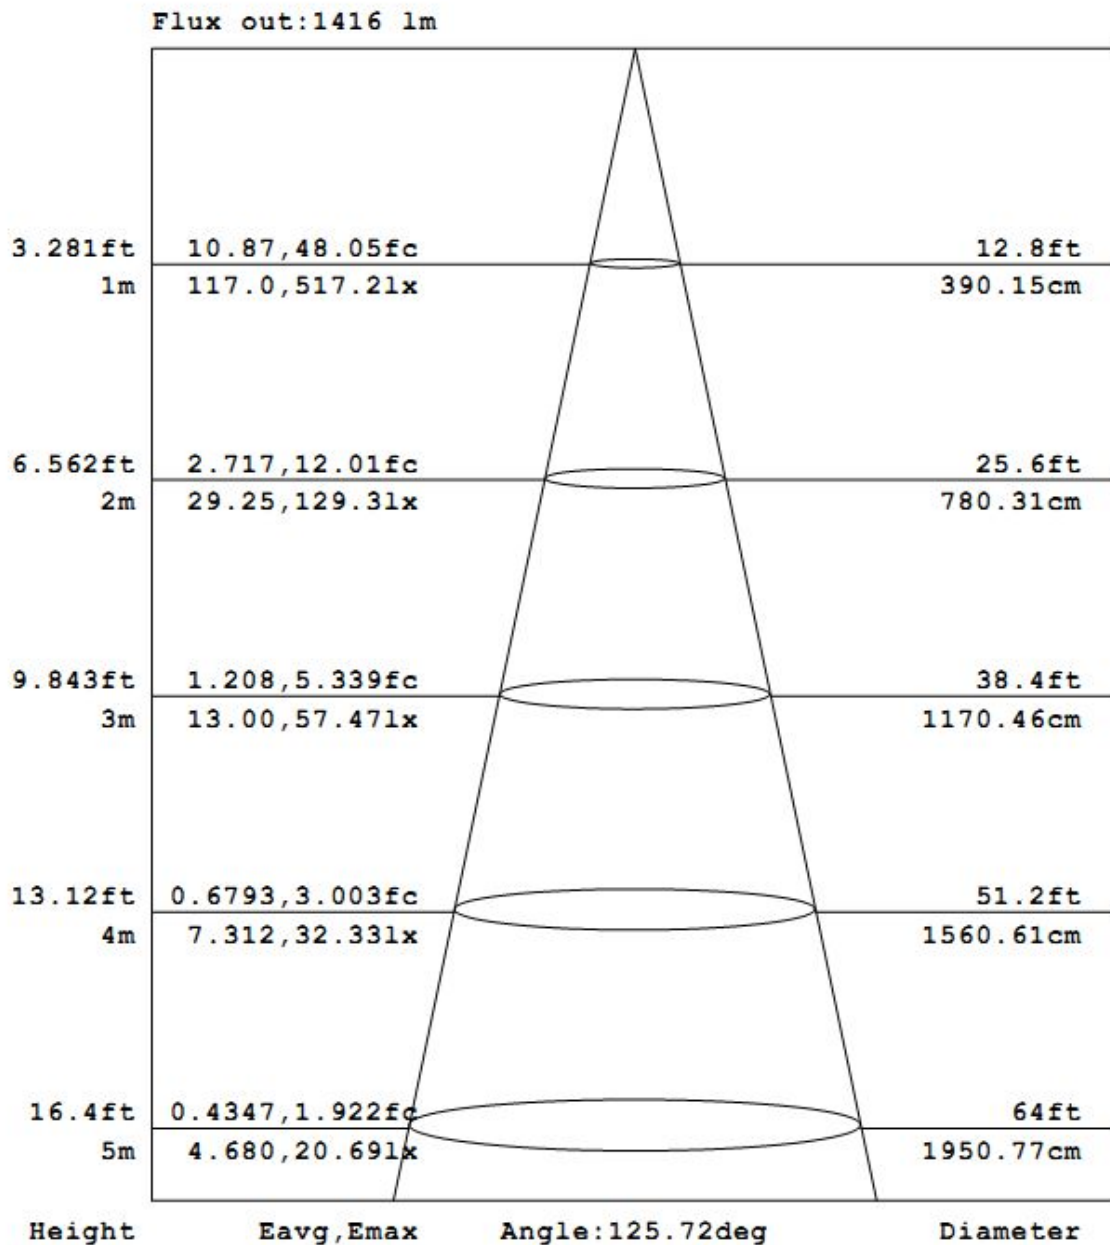 Flux out:1416 lm
3.281ft 10.87,48.05fc 12.8ft
1m 117.0,517.2lx 390.15cm
6.562ft 2.717,12.01fc 25.6ft
2m 29.25,129.3lx 780.31cm
9.843ft 1.208,5.339fc 38.4ft
3m 13.00,57.47lx 1170.46cm
13.12ft 0.6793,3.003fc 51.2ft
4m 7.312,32.33lx 1560.61cm
16.4ft 0.4347,1.922fc 64ft
5m 4.680,20.69lx 1950.77cm
Height Eavg,Emax Angle:125.72deg Diameter